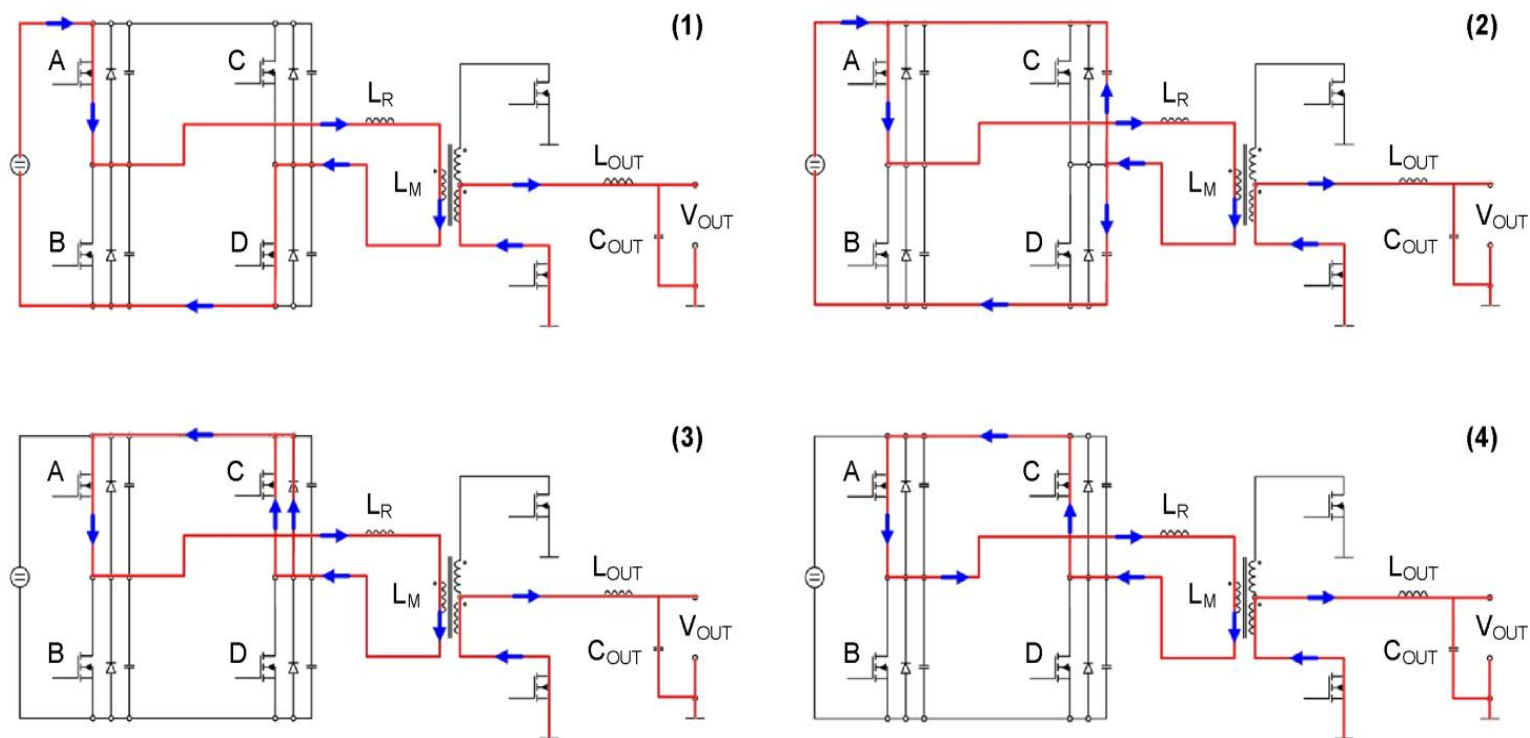 (1)
A
C
L_R
L_OUT
L_M
V_OUT
B
D
C_OUT
(2)
A
C
L_R
L_OUT
L_M
V_OUT
B
D
C_OUT
(3)
A
C
L_R
L_OUT
L_M
V_OUT
B
D
C_OUT
(4)
A
C
L_R
L_OUT
L_M
V_OUT
B
D
C_OUT